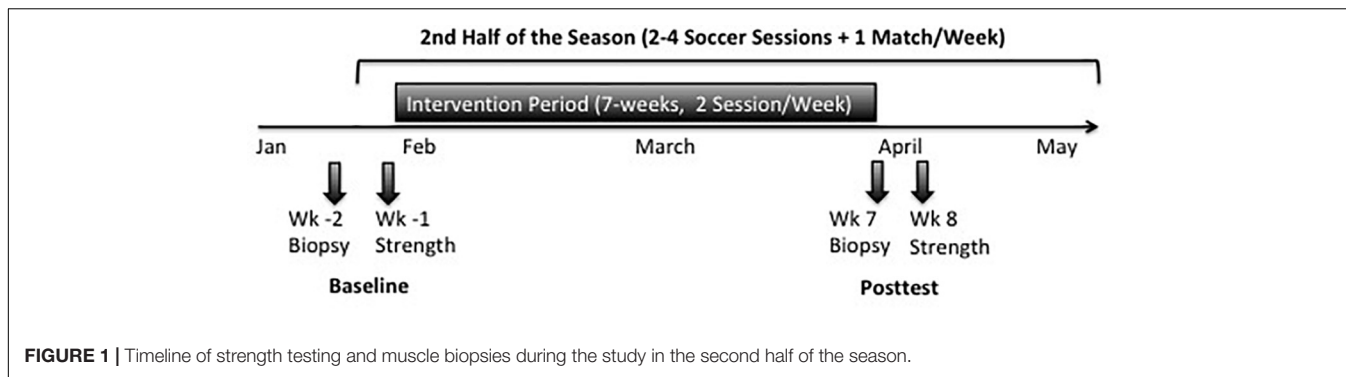 2nd Half of the Season (2-4 Soccer Sessions + 1 Match/Week)
Intervention Period (7-weeks, 2 Session/Week)
Jan Feb March April May
Wk -2 Wk -1 Wk 7 Wk 8
Biopsy Strength Biopsy Strength
Baseline Posttest
FIGURE 1 | Timeline of strength testing and muscle biopsies during the study in the second half of the season.